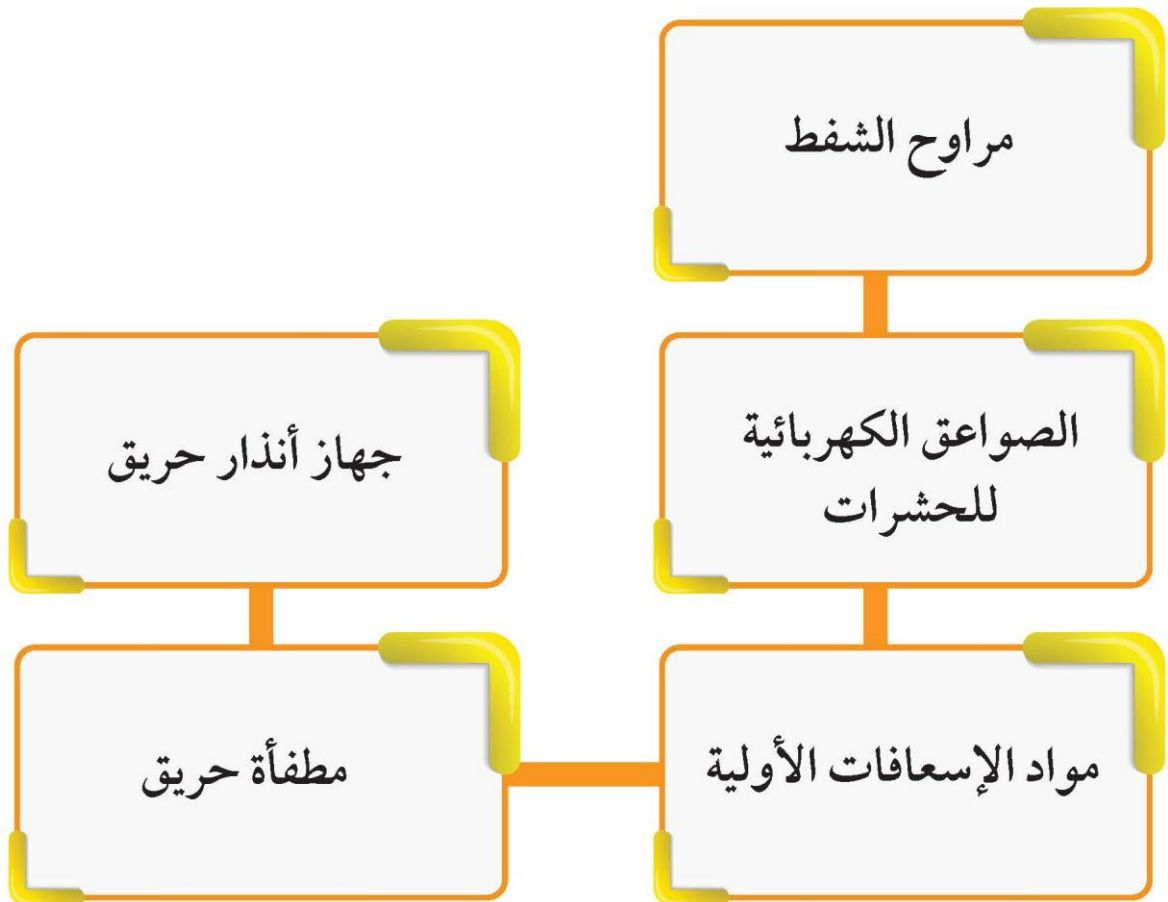 مراوح الشفط
الصواعق الكهربائية
للحشرات
مواد الإسعافات الأولية
مطفأة حريق
جهاز أنذار حريق